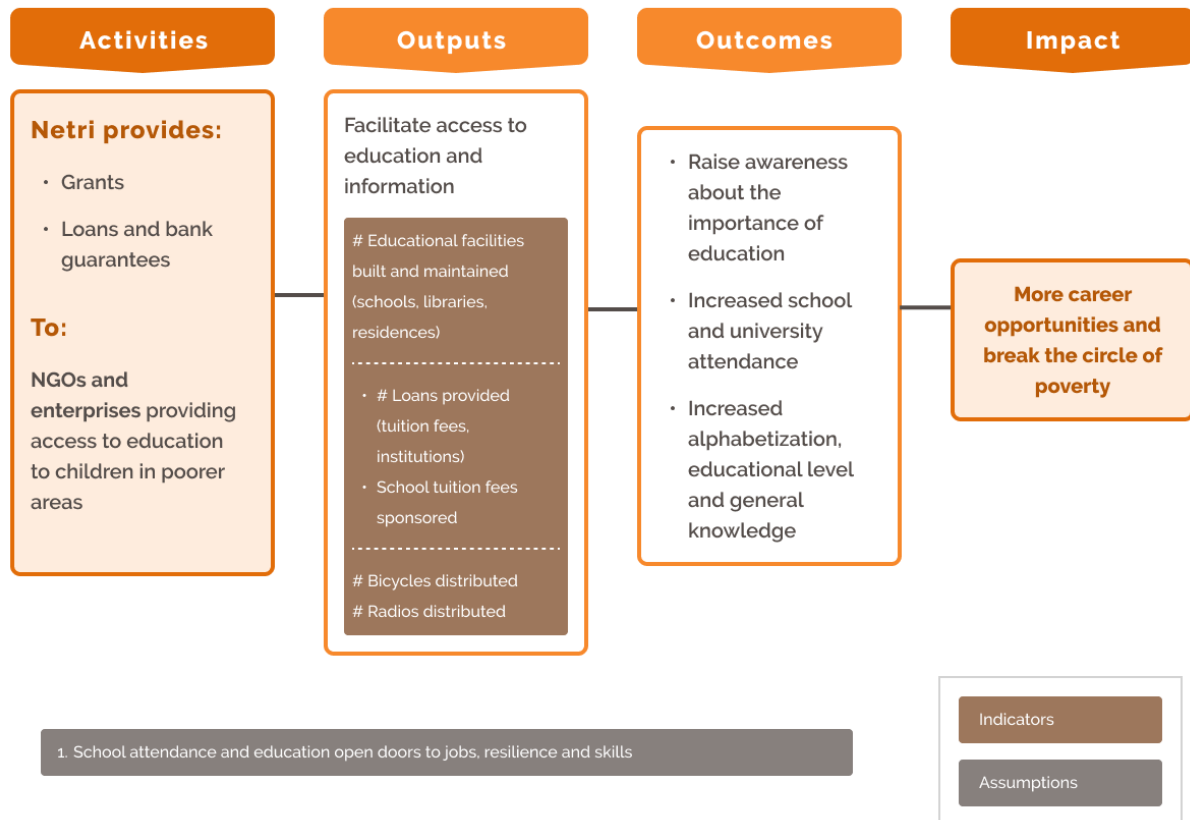 Activities
Netri provides:
• Grants
• Loans and bank
guarantees
To:
NGOs and
enterprises providing
access to education
to children in poorer
areas
Outputs
Facilitate access to
education and
information
# Educational facilities
built and maintained
(schools, libraries,
residences)
• # Loans provided
(tuition fees,
institutions)
• School tuition fees
sponsored
# Bicycles distributed
# Radios distributed
Outcomes
• Raise awareness
about the
importance of
education
• Increased school
and university
attendance
• Increased
alphabetization,
educational level
and general
knowledge
Impact
More career
opportunities and
break the circle of
poverty
1. School attendance and education open doors to jobs, resilience and skills
Indicators
Assumptions